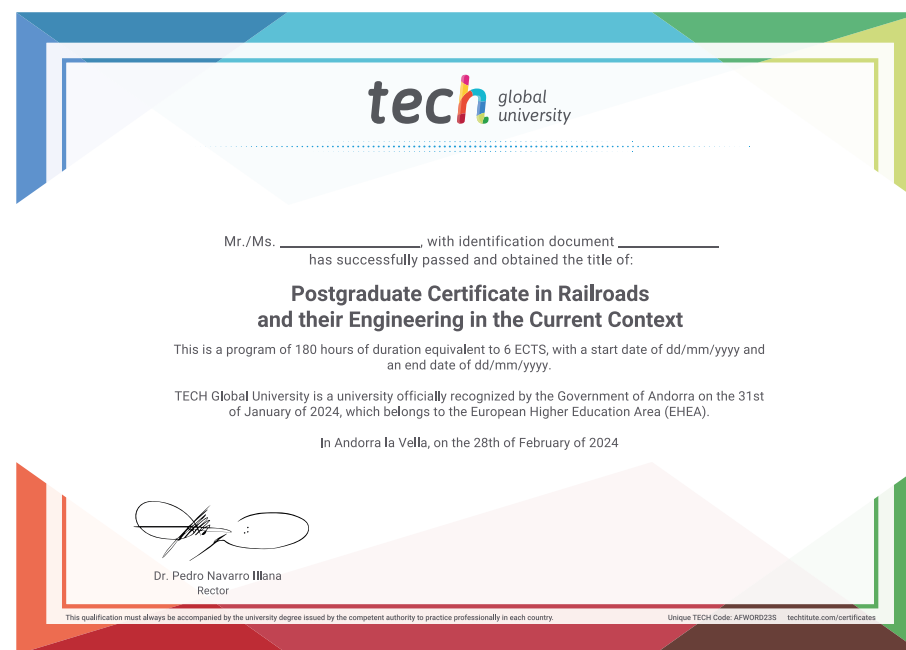 tech global
university
Mr./Ms. ____________, with identification document ____________
has successfully passed and obtained the title of:
Postgraduate Certificate in Railroads
and their Engineering in the Current Context
This is a program of 180 hours of duration equivalent to 6 ECTS, with a start date of dd/mm/yyyy and
an end date of dd/mm/yyyy.
TECH Global University is a university officially recognized by the Government of Andorra on the 31st
of January of 2024, which belongs to the European Higher Education Area (EHEA).
In Andorra la Vella, on the 28th of February of 2024
Dr. Pedro Navarro Illana
Rector
This qualification must always be accompanied by the university degree issued by the competent authority to practice professionally in each country.
Unique TECH Code: AFWORD23S techtitute.com/certificates